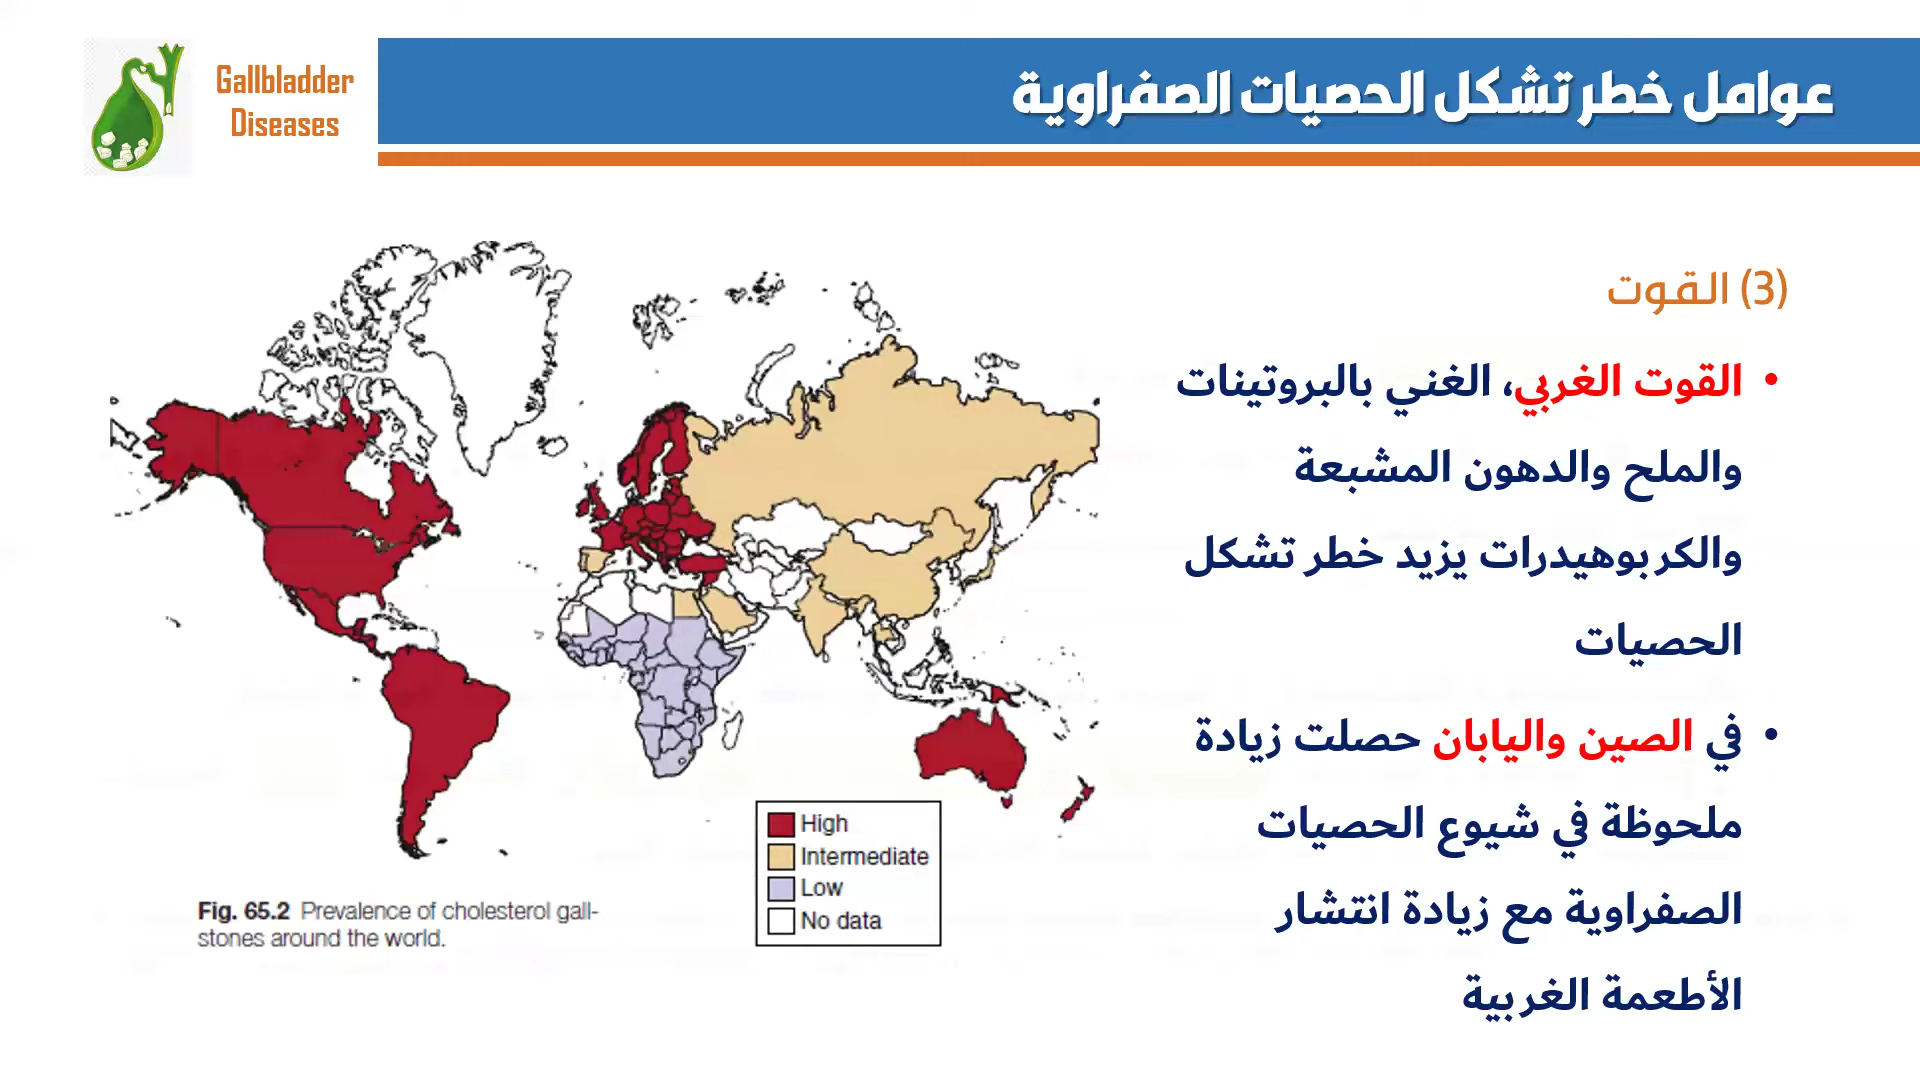 Gallbladder
Diseases
عوامل خطر تشكل الحصيات الصفراوية
(3) القوت
• القوت الغربي، الغني بالبروتينات
والملح والدهون المشبعة
والكربوهيدرات يزيد خطر تشكل
الحصيات
• في الصين واليابان حصلت زيادة
ملحوظة في شيوع الحصيات
الصفراوية مع زيادة انتشار
الأطعمة الغربية
High
Intermediate
Low
No data
Fig. 65.2 Prevalence of cholesterol gall-
stones around the world.